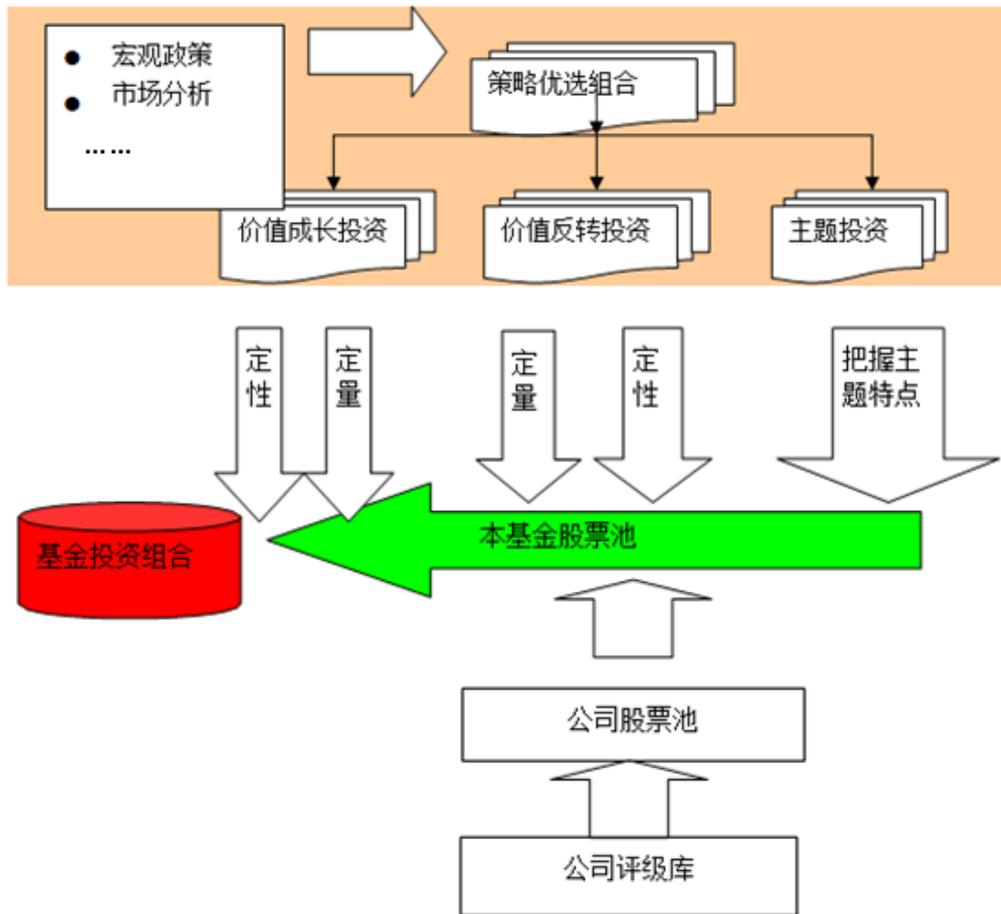 宏观政策
市场分析
……
策略优选组合
价值成长投资
价值反转投资
主题投资
定
性
定
量
定
量
定
性
把握主
题特点
本基金股票池
基金投资组合
公司股票池
公司评级库